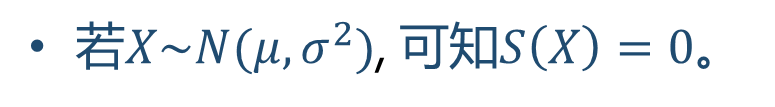 • 若X~N(μ,σ²), 可知S(X) = 0。